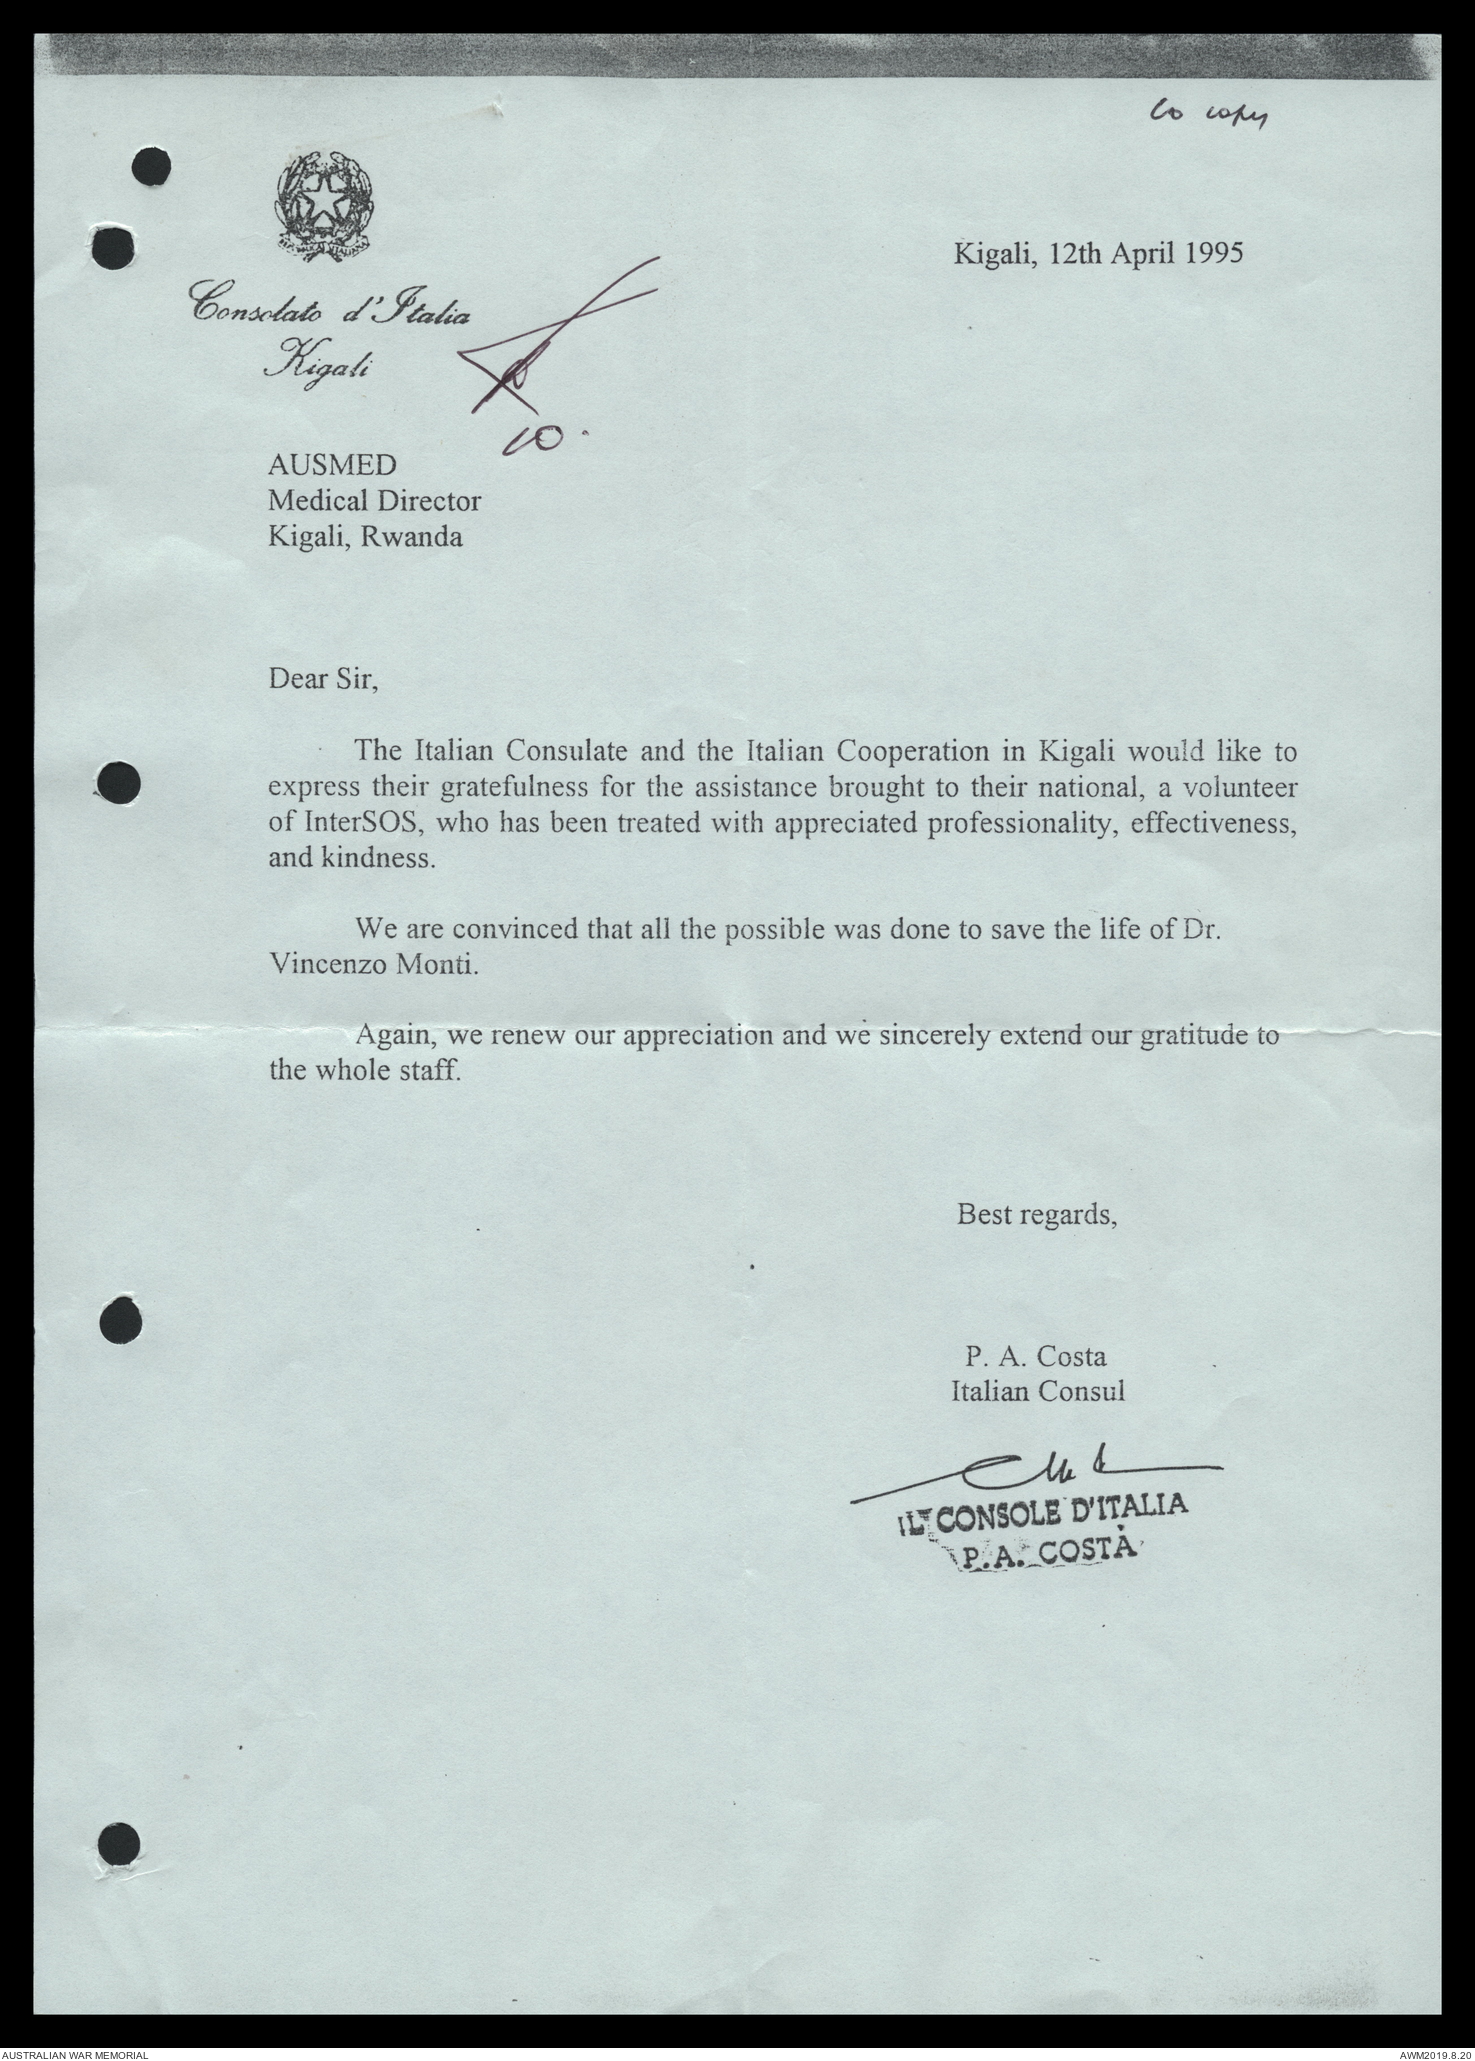 CO copy
Kigali, 12th April 1995
Consolato d'Italia
Kigali
CO.
AUSMED
Medical Director
Kigali, Rwanda
Dear Sir,
The Italian Consulate and the Italian Cooperation in Kigali would like to
express their gratefulness for the assistance brought to their national, a volunteer
of InterSOS, who has been treated with appreciated professionality, effectiveness,
and kindness.
We are convinced that all the possible was done to save the life of Dr.
Vincenzo Monti.
Again, we renew our appreciation and we sincerely extend our gratitude to
the whole staff.
Best regards,
P. A. Costa
Italian Consul
IL CONSOLE D'ITALIA
P.A. COSTA
AUSTRALIAN WAR MEMORIAL
AWM2019.8.20